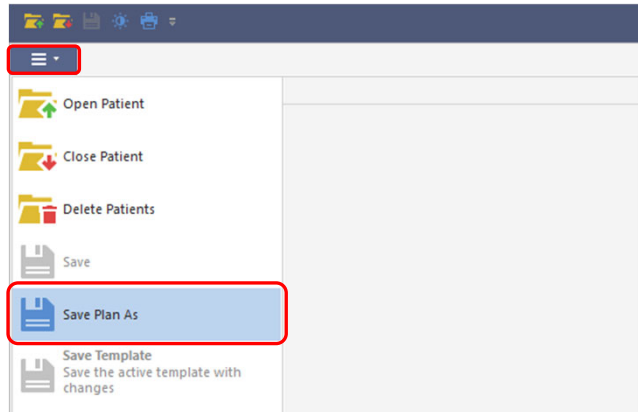 Open Patient
Close Patient
Delete Patients
Save
Save Plan As
Save Template
Save the active template with
changes